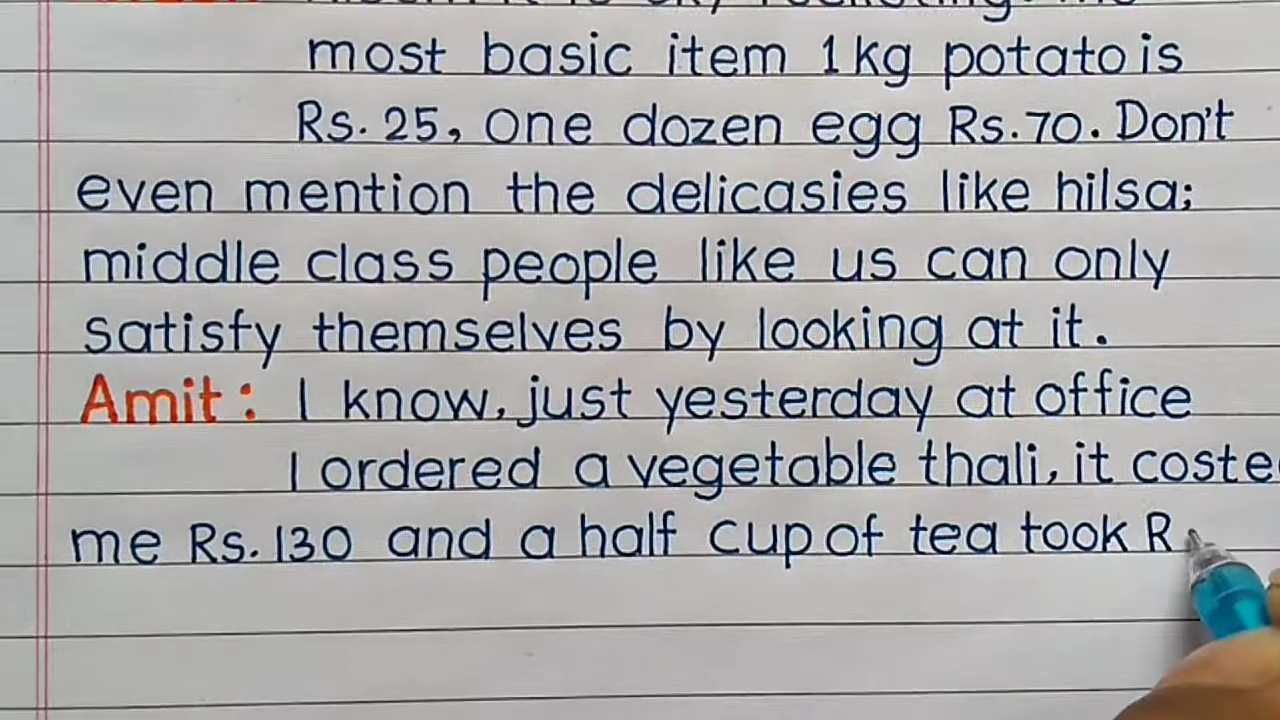 most basic item 1 kg potato is
Rs. 25, one dozen egg Rs. 70. Don't
even mention the delicasies like hilsa;
middle class people like us can only
satisfy themselves by looking at it.
Amit: I know, just yesterday at office
I ordered a vegetable thali, it coste
me Rs. 130 and a half cup of tea took R